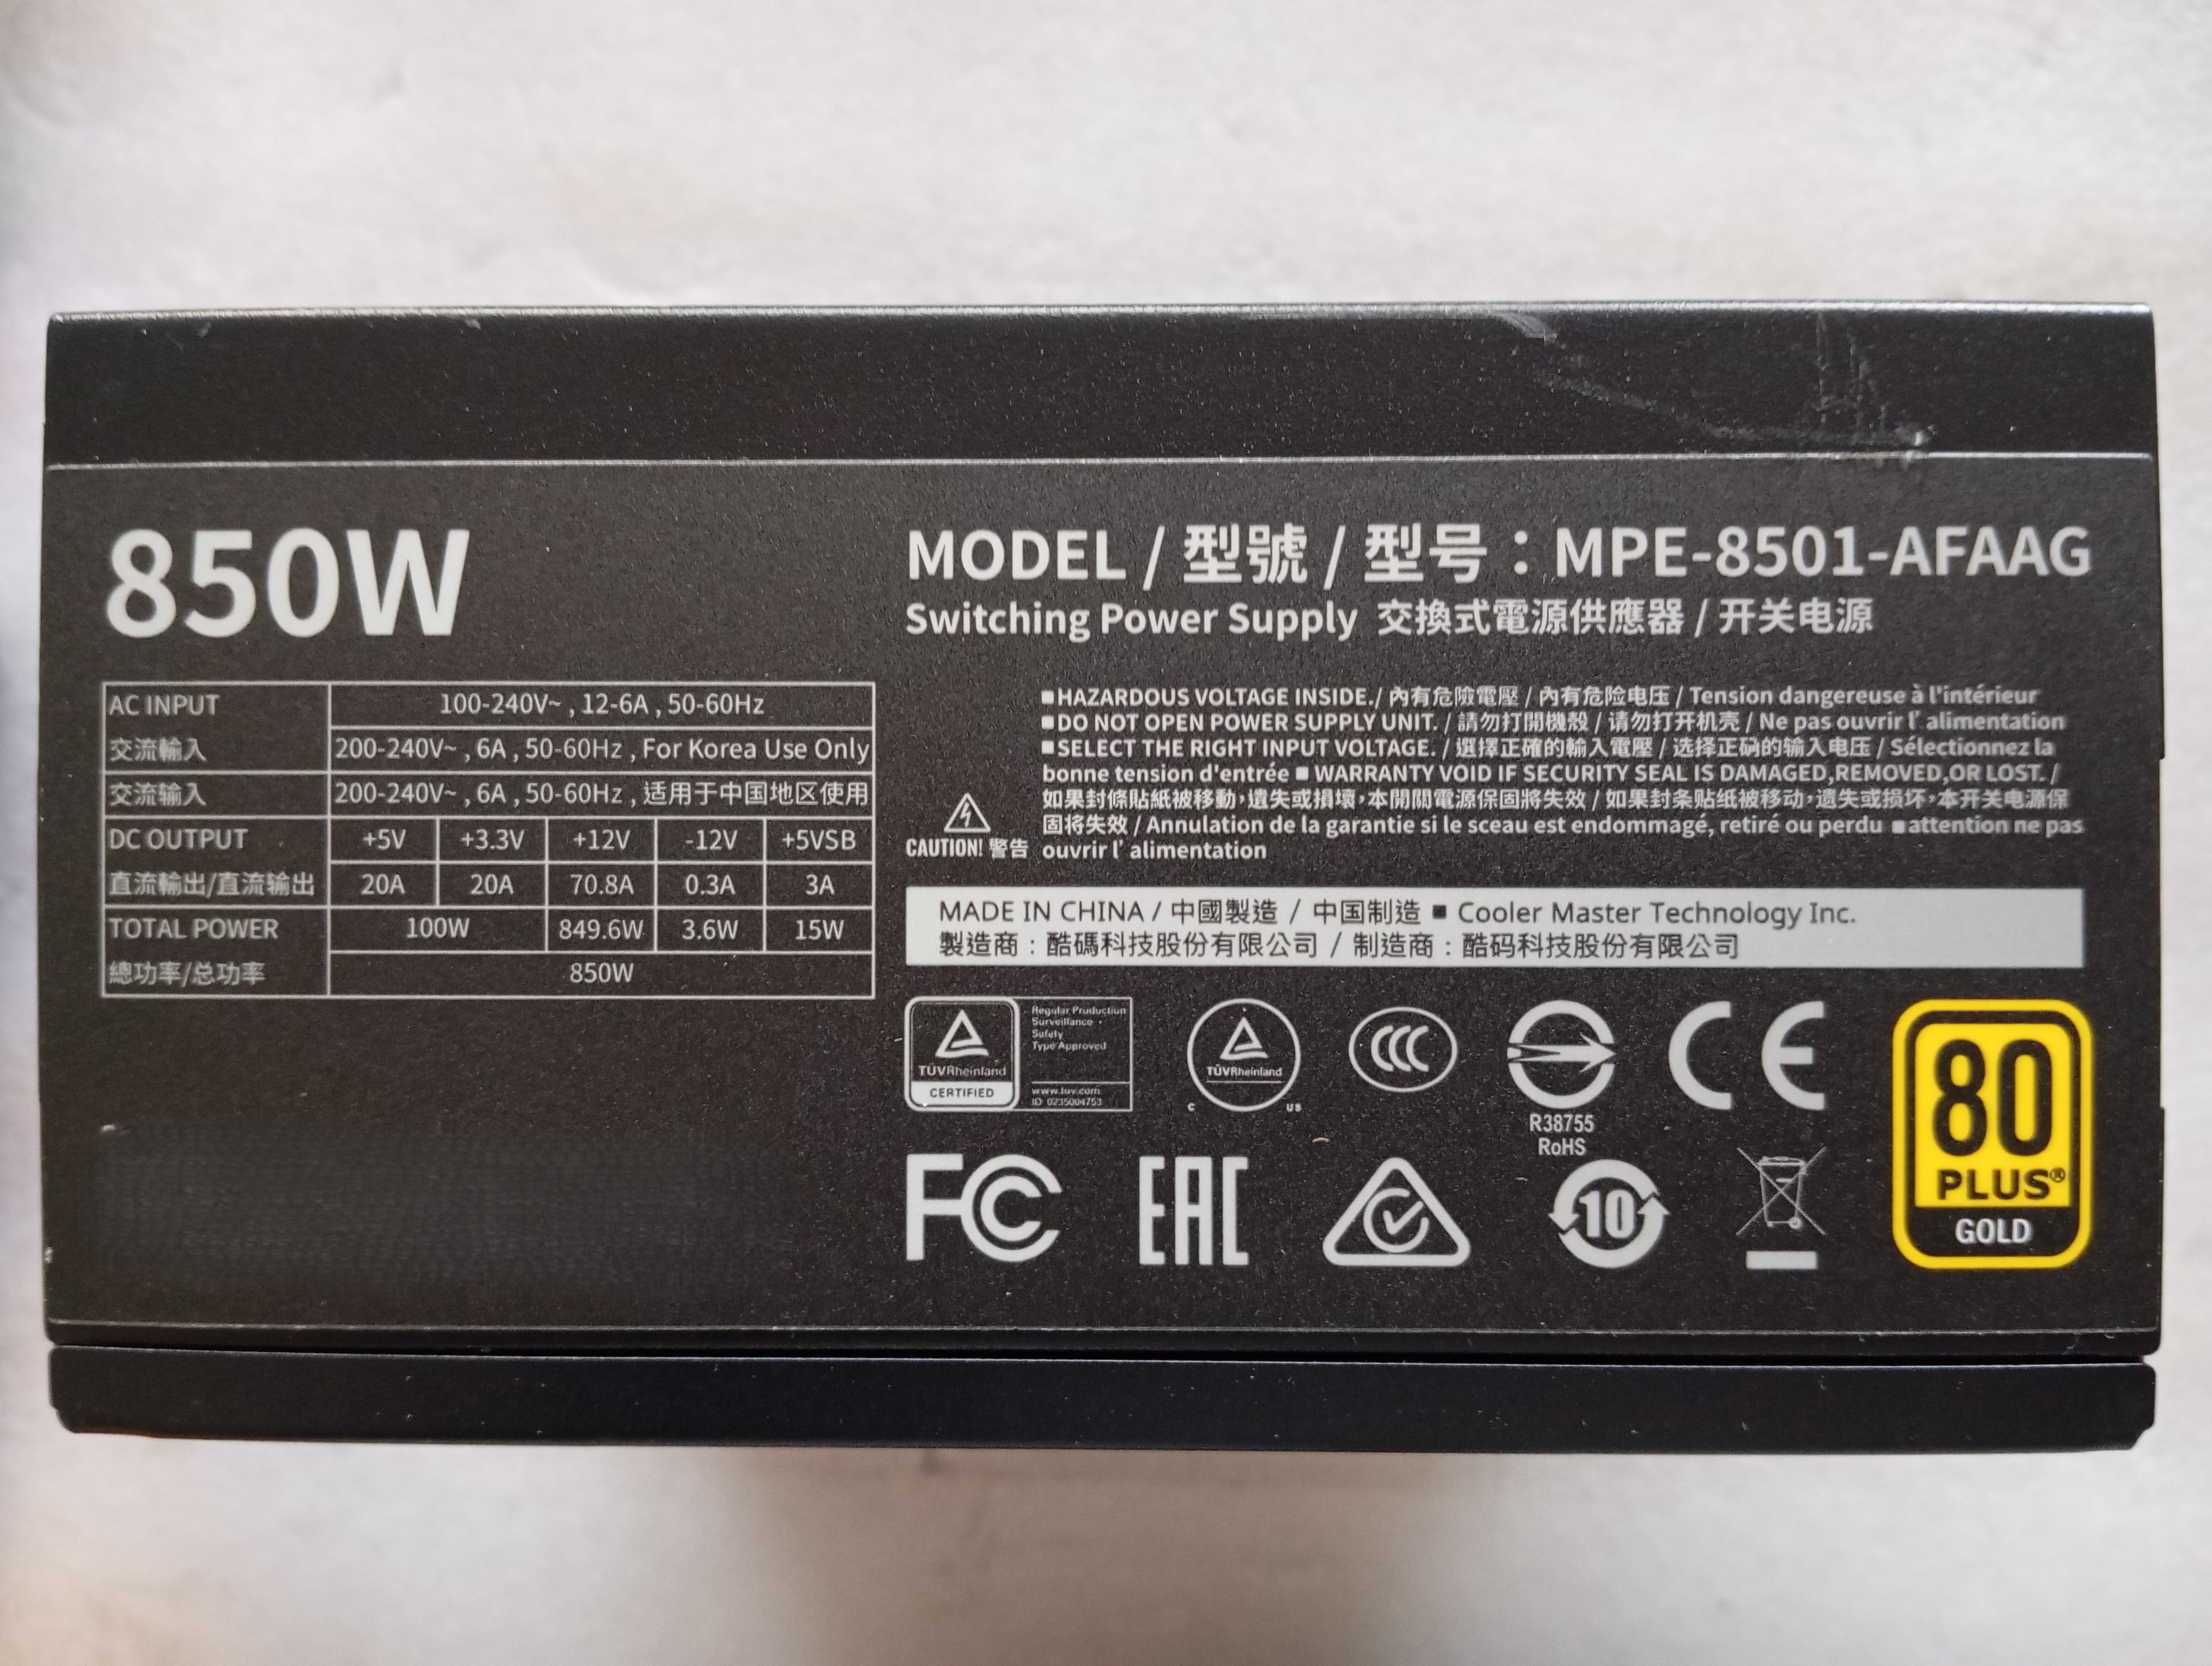 850W
AC INPUT 100-240V~ , 12-6A , 50-60Hz
交流輸入 200-240V~ , 6A , 50-60Hz , For Korea Use Only
交流输入 200-240V~ , 6A , 50-60Hz , 适用于中国地区使用
DC OUTPUT +5V +3.3V +12V -12V +5VSB
直流輸出/直流输出 20A 20A 70.8A 0.3A 3A
TOTAL POWER 100W 849.6W 3.6W 15W
總功率/总功率 850W
MODEL / 型號 / 型号：MPE-8501-AFAAG
Switching Power Supply 交換式電源供應器 / 开关电源
■HAZARDOUS VOLTAGE INSIDE./ 內有危險電壓 / 內有危险电压 / Tension dangereuse à l'intérieur
■DO NOT OPEN POWER SUPPLY UNIT. / 請勿打開機殼 / 请勿打开机壳 / Ne pas ouvrir l' alimentation
■SELECT THE RIGHT INPUT VOLTAGE. / 選擇正確的輸入電壓 / 选择正确的输入电压 / Sélectionnez la
bonne tension d'entrée ■ WARRANTY VOID IF SECURITY SEAL IS DAMAGED,REMOVED,OR LOST. /
如果封條貼紙被移動，遺失或損壞，本開關電源保固將失效 / 如果封条贴纸被移动，遗失或损坏，本开关电源保
固将失效 / Annulation de la garantie si le sceau est endommagé, retiré ou perdu ■attention ne pas
ouvrir l' alimentation
CAUTION! 警告
MADE IN CHINA / 中國製造 / 中国制造 ■ Cooler Master Technology Inc.
製造商：酷碼科技股份有限公司 / 制造商：酷码科技股份有限公司
TÜVRheinland
CERTIFIED
Regular Production
Surveillance
Safety
Type Approved
www.tuv.com
ID 0235004753
TÜVRheinland
C US
CCC
R38755
RoHS
CE
FC
EAC
10
80
PLUS®
GOLD